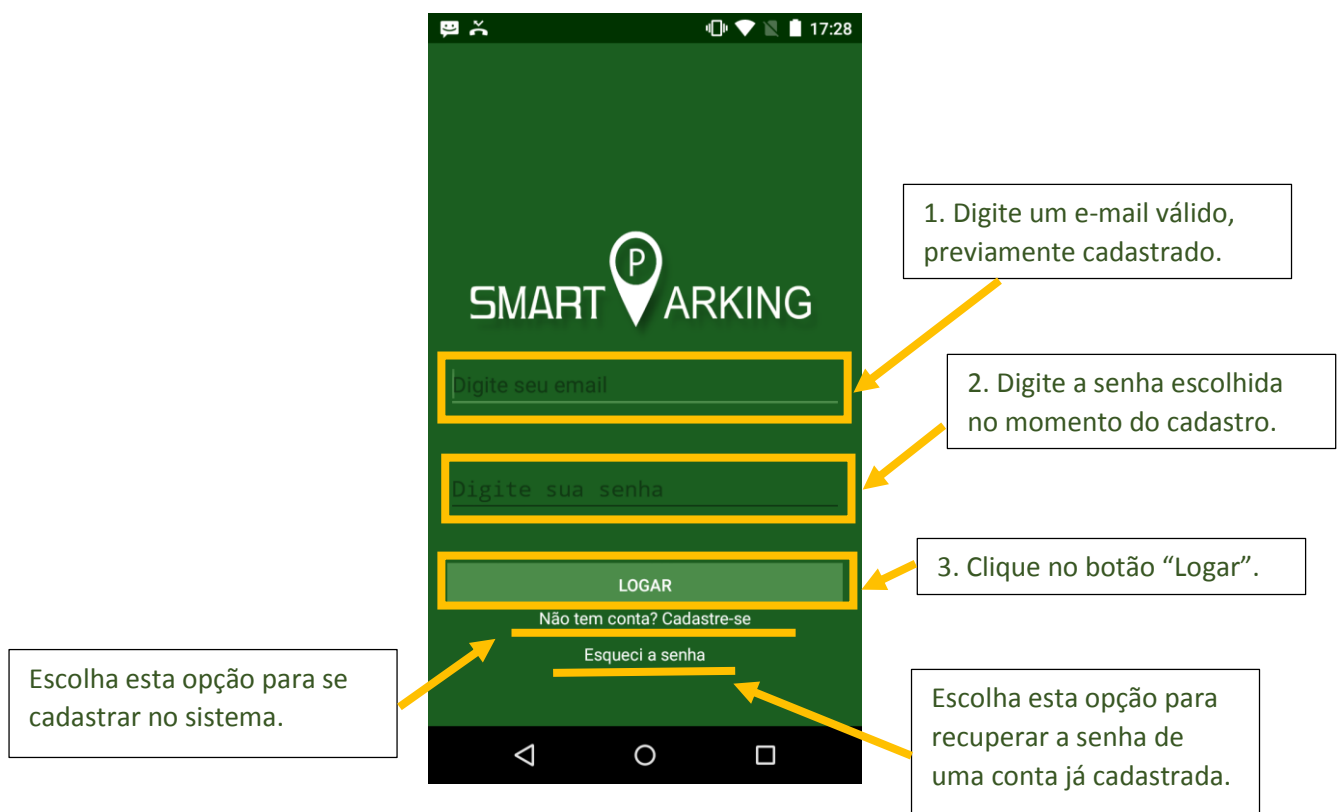 17:28
P
SMART ARKING
Digite seu email
Digite sua senha
LOGAR
Não tem conta? Cadastre-se
Esqueci a senha
1. Digite um e-mail válido,
previamente cadastrado.
2. Digite a senha escolhida
no momento do cadastro.
3. Clique no botão “Logar”.
Escolha esta opção para se
cadastrar no sistema.
Escolha esta opção para
recuperar a senha de
uma conta já cadastrada.